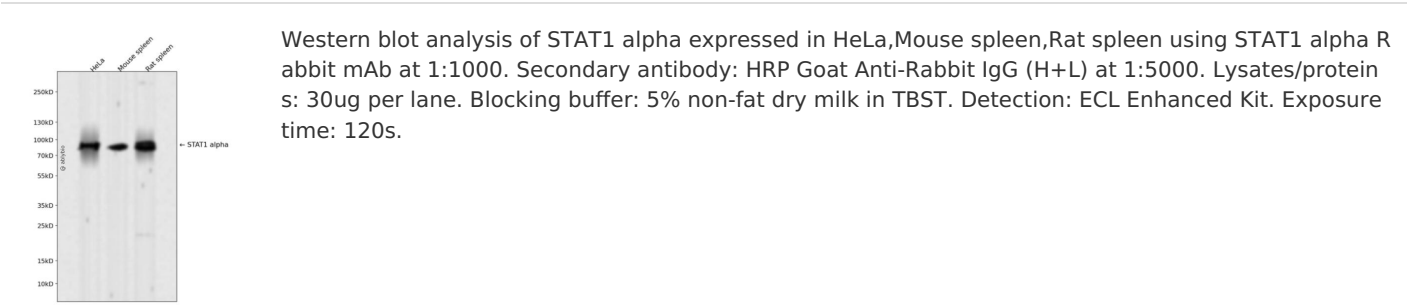 HeLa
Mouse spleen
Rat spleen
250kD
130kD
100kD
70kD
55kD
35kD
25kD
15kD
10kD
← STAT1 alpha
Western blot analysis of STAT1 alpha expressed in HeLa,Mouse spleen,Rat spleen using STAT1 alpha R
abbit mAb at 1:1000. Secondary antibody: HRP Goat Anti-Rabbit IgG (H+L) at 1:5000. Lysates/protein
s: 30ug per lane. Blocking buffer: 5% non-fat dry milk in TBST. Detection: ECL Enhanced Kit. Exposure
time: 120s.